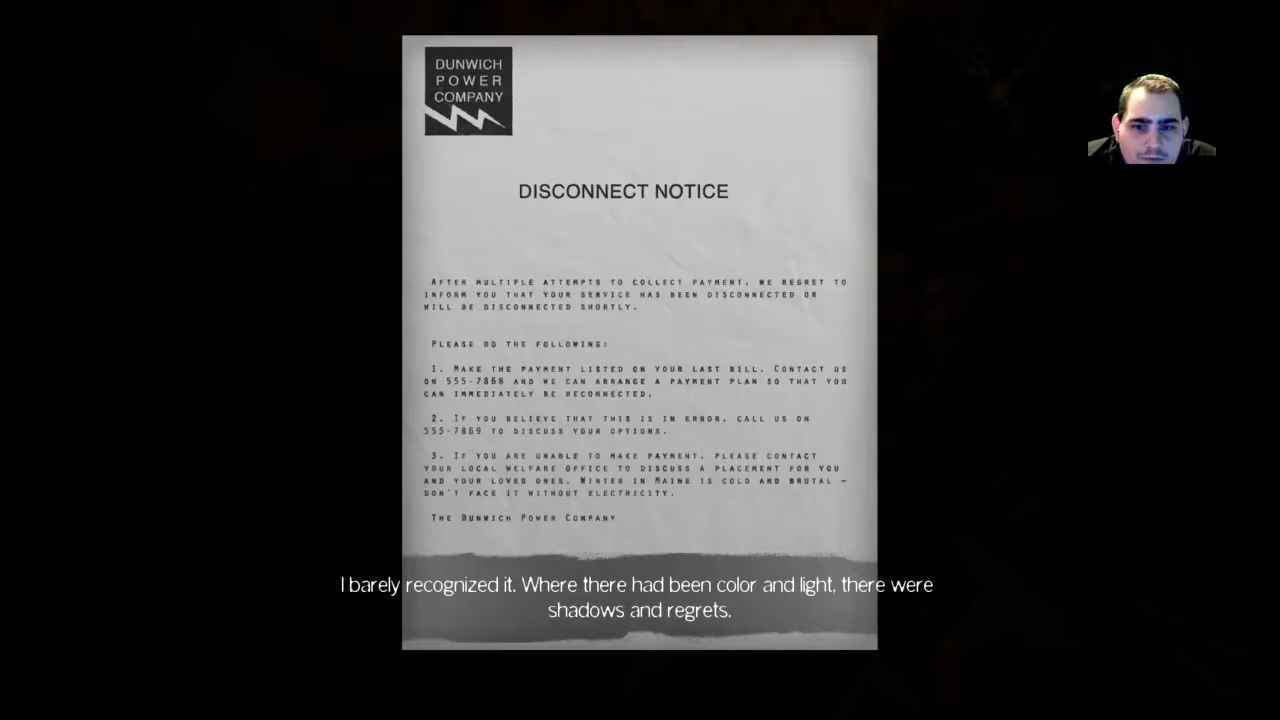 DUNWICH
POWER
COMPANY
DISCONNECT NOTICE
AFTER MULTIPLE ATTEMPTS TO COLLECT PAYMENT, WE REGRET TO
INFORM YOU THAT YOUR SERVICE HAS BEEN DISCONNECTED OR
WILL BE DISCONNECTED SHORTLY.
PLEASE DO THE FOLLOWING:
1. MAKE THE PAYMENT LISTED ON YOUR LAST BILL. CONTACT US
ON 555-7868 AND WE CAN ARRANGE A PAYMENT PLAN SO THAT YOU
CAN IMMEDIATELY BE RECONNECTED.
2. IF YOU BELIEVE THAT THIS IS IN ERROR, CALL US ON
555-7869 TO DISCUSS YOUR OPTIONS.
3. IF YOU ARE UNABLE TO MAKE PAYMENT, PLEASE CONTACT
YOUR LOCAL WELFARE OFFICE TO DISCUSS A PLACEMENT FOR YOU
AND YOUR LOVED ONES. WINTER IN MAINE IS COLD AND BRUTAL –
DON'T FACE IT WITHOUT ELECTRICITY.
THE DUNWICH POWER COMPANY
I barely recognized it. Where there had been color and light, there were
shadows and regrets.